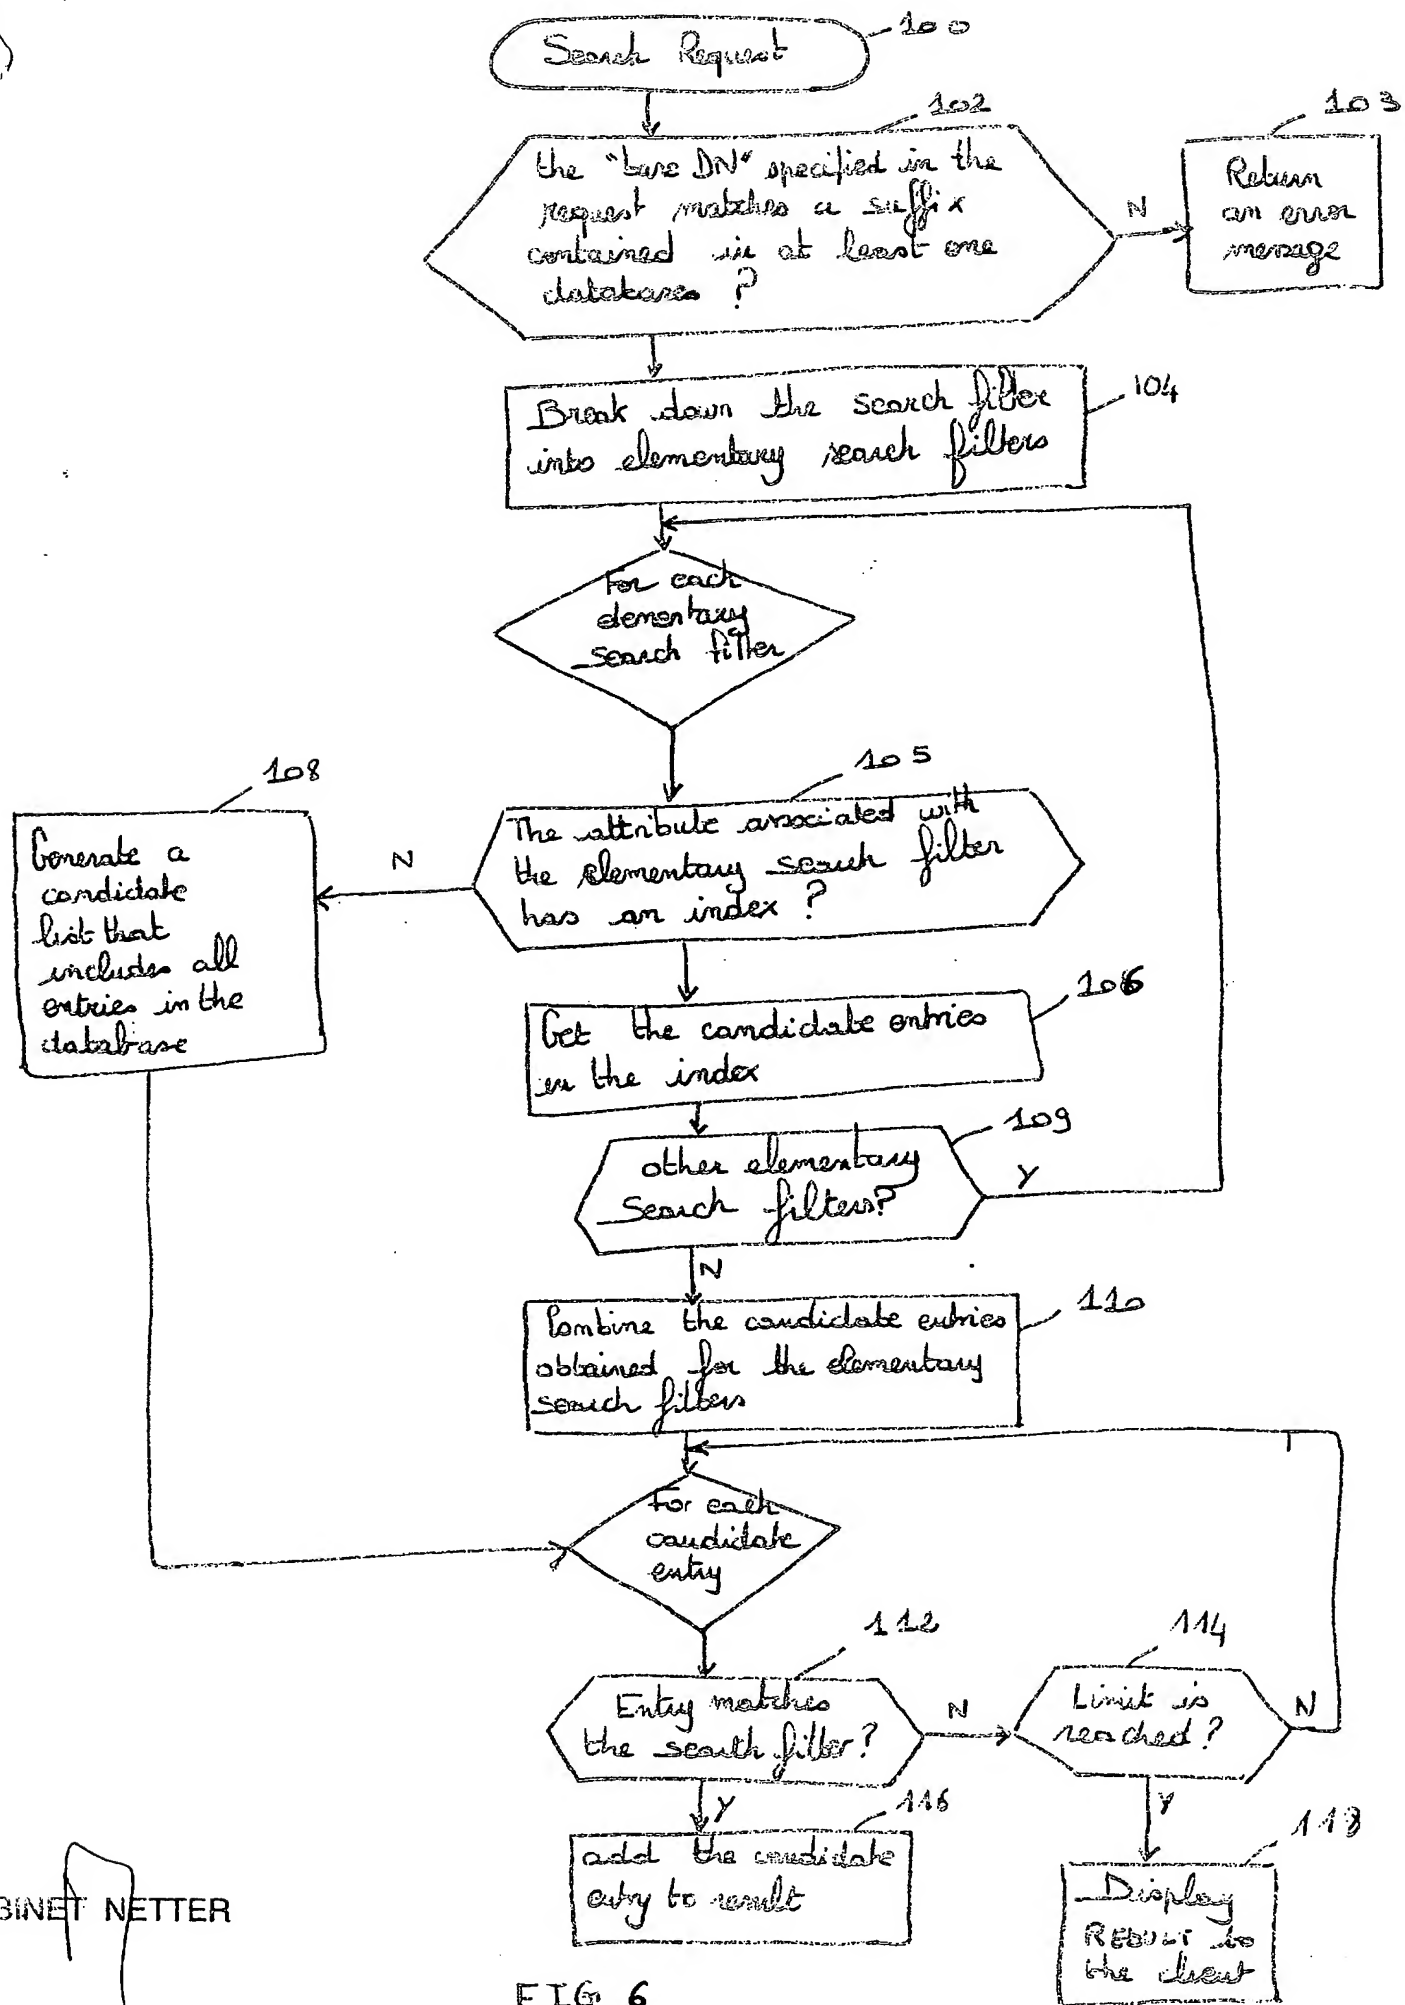 Search Request
100
102
the "base DN" specified in the
request matches a suffix
contained in at least one
databases ?
N
103
Return
an error
message
Break down the search filter
into elementary search filters
104
For each
elementary
search filter
105
The attribute associated with
the elementary search filter
has an index ?
N
108
Generate a
candidate
list that
includes all
entries in the
database
Get the candidate entries
in the index
106
other elementary
search filters?
109
Y
N
Combine the candidate entries
obtained for the elementary
search filters
110
For each
candidate
entry
112
Entry matches
the search filter?
N
114
Limit is
reached?
N
Y
116
add the candidate
entry to result
Y
118
Display
RESULT to
the client
BINET NETTER
FIG 6